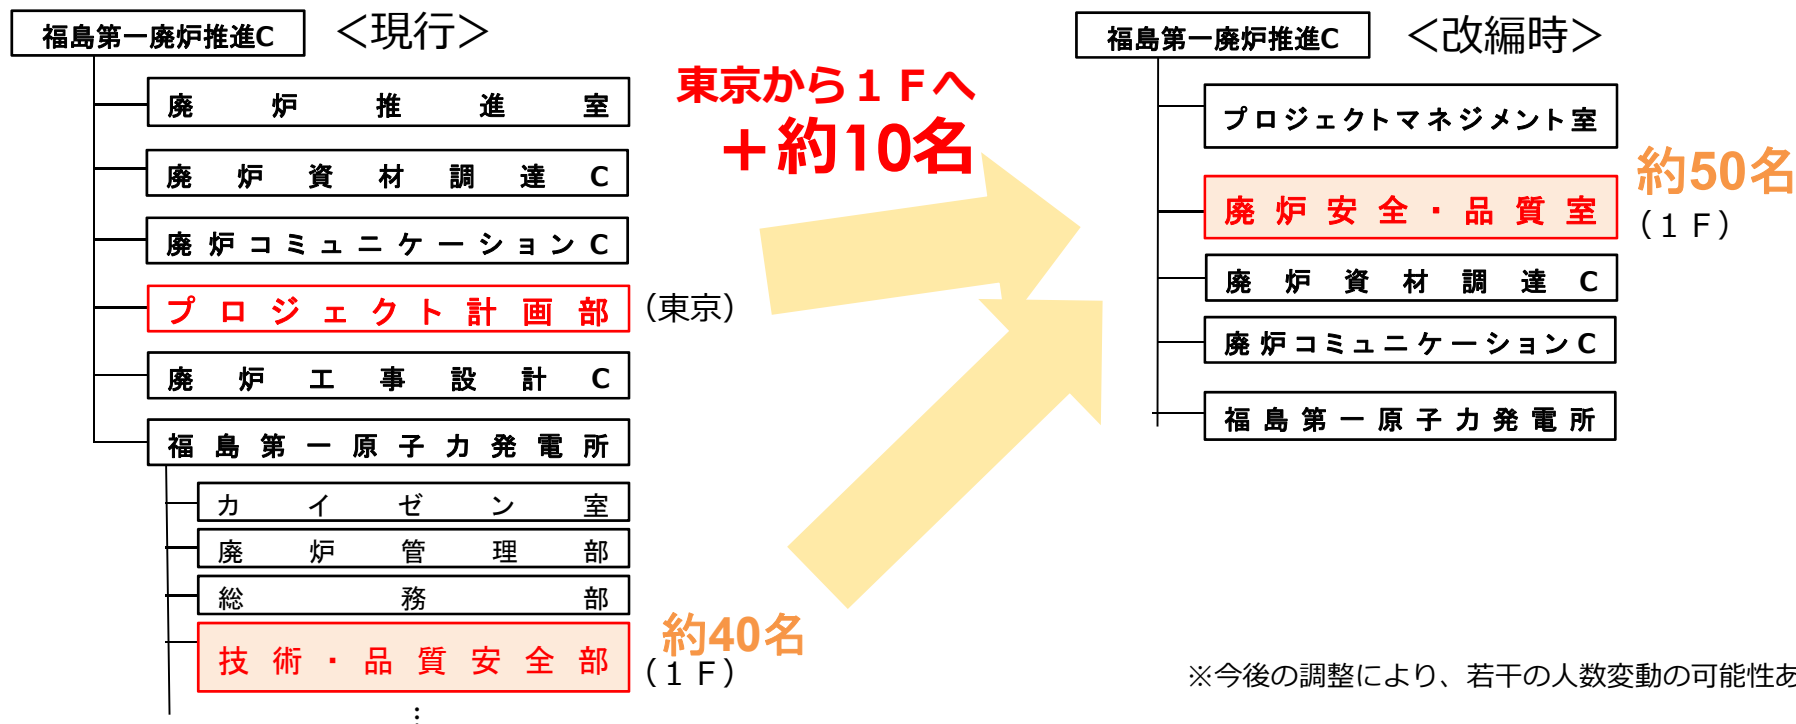 福島第一廃炉推進C
＜現行＞
廃炉推進室
廃炉資材調達C
廃炉コミュニケーションC
プロジェクト計画部
（東京）
廃炉工事設計C
福島第一原子力発電所
カイゼン室
廃炉管理部
総務部
技術・品質安全部
約40名
（１Ｆ）
…
東京から１Ｆへ
＋約10名
福島第一廃炉推進C
＜改編時＞
プロジェクトマネジメント室
廃炉安全・品質室
約50名
（１Ｆ）
廃炉資材調達C
廃炉コミュニケーションC
福島第一原子力発電所
※今後の調整により、若干の人数変動の可能性あ